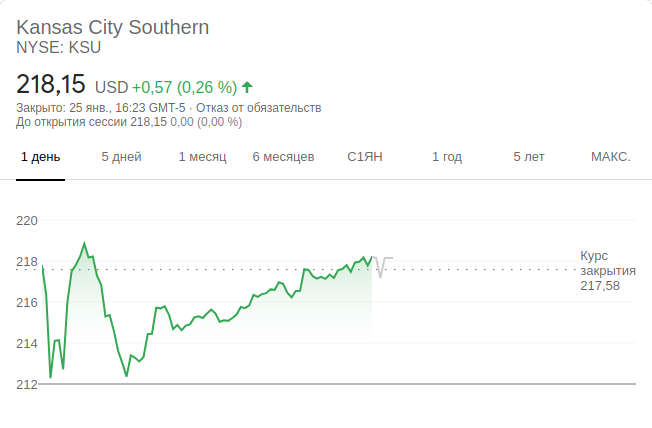 Kansas City Southern
NYSE: KSU
218,15 USD +0,57 (0,26 %)
Закрыто: 25 янв., 16:23 GMT-5 · Отказ от обязательств
До открытия сессии 218,15 0,00 (0,00 %)
1 день 5 дней 1 месяц 6 месяцев С1ЯН 1 год 5 лет МАКС.
220
218
216
214
212
Курс
закрытия
217,58